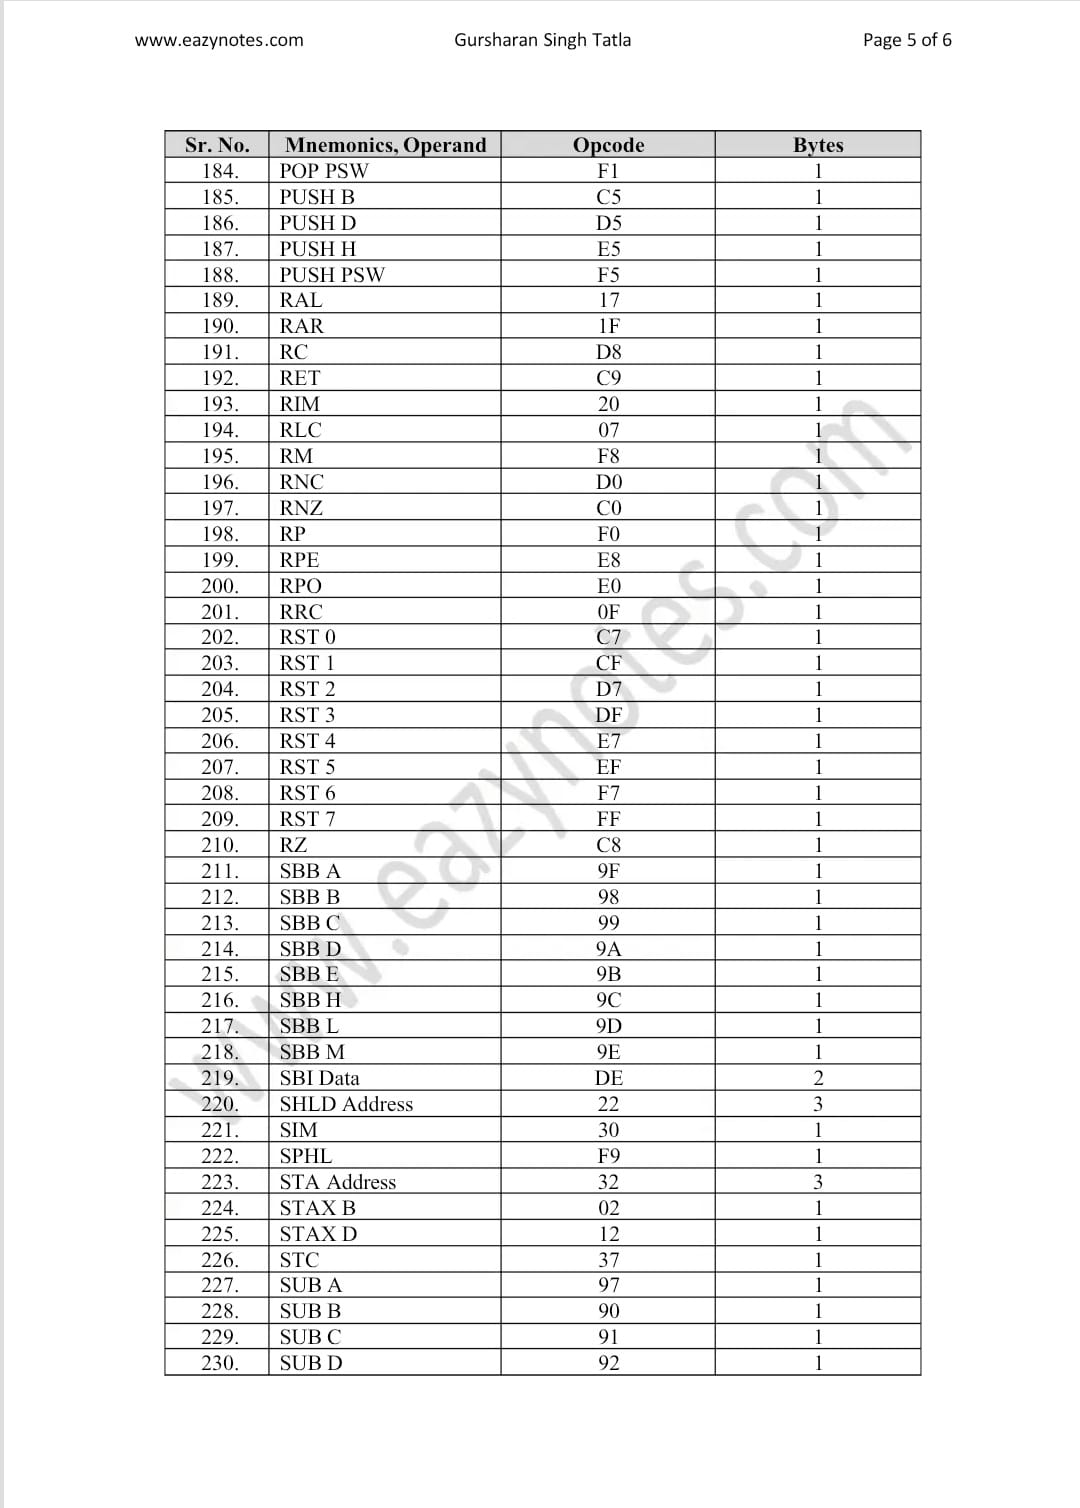 www.eazynotes.com Gursharan Singh Tatla Page 5 of 6
Sr. No. Mnemonics, Operand Opcode Bytes
184. POP PSW F1 1
185. PUSH B C5 1
186. PUSH D D5 1
187. PUSH H E5 1
188. PUSH PSW F5 1
189. RAL 17 1
190. RAR 1F 1
191. RC D8 1
192. RET C9 1
193. RIM 20 1
194. RLC 07 1
195. RM F8 1
196. RNC D0 1
197. RNZ C0 1
198. RP F0 1
199. RPE E8 1
200. RPO E0 1
201. RRC 0F 1
202. RST 0 C7 1
203. RST 1 CF 1
204. RST 2 D7 1
205. RST 3 DF 1
206. RST 4 E7 1
207. RST 5 EF 1
208. RST 6 F7 1
209. RST 7 FF 1
210. RZ C8 1
211. SBB A 9F 1
212. SBB B 98 1
213. SBB C 99 1
214. SBB D 9A 1
215. SBB E 9B 1
216. SBB H 9C 1
217. SBB L 9D 1
218. SBB M 9E 1
219. SBI Data DE 2
220. SHLD Address 22 3
221. SIM 30 1
222. SPHL F9 1
223. STA Address 32 3
224. STAX B 02 1
225. STAX D 12 1
226. STC 37 1
227. SUB A 97 1
228. SUB B 90 1
229. SUB C 91 1
230. SUB D 92 1
www.eazynotes.com